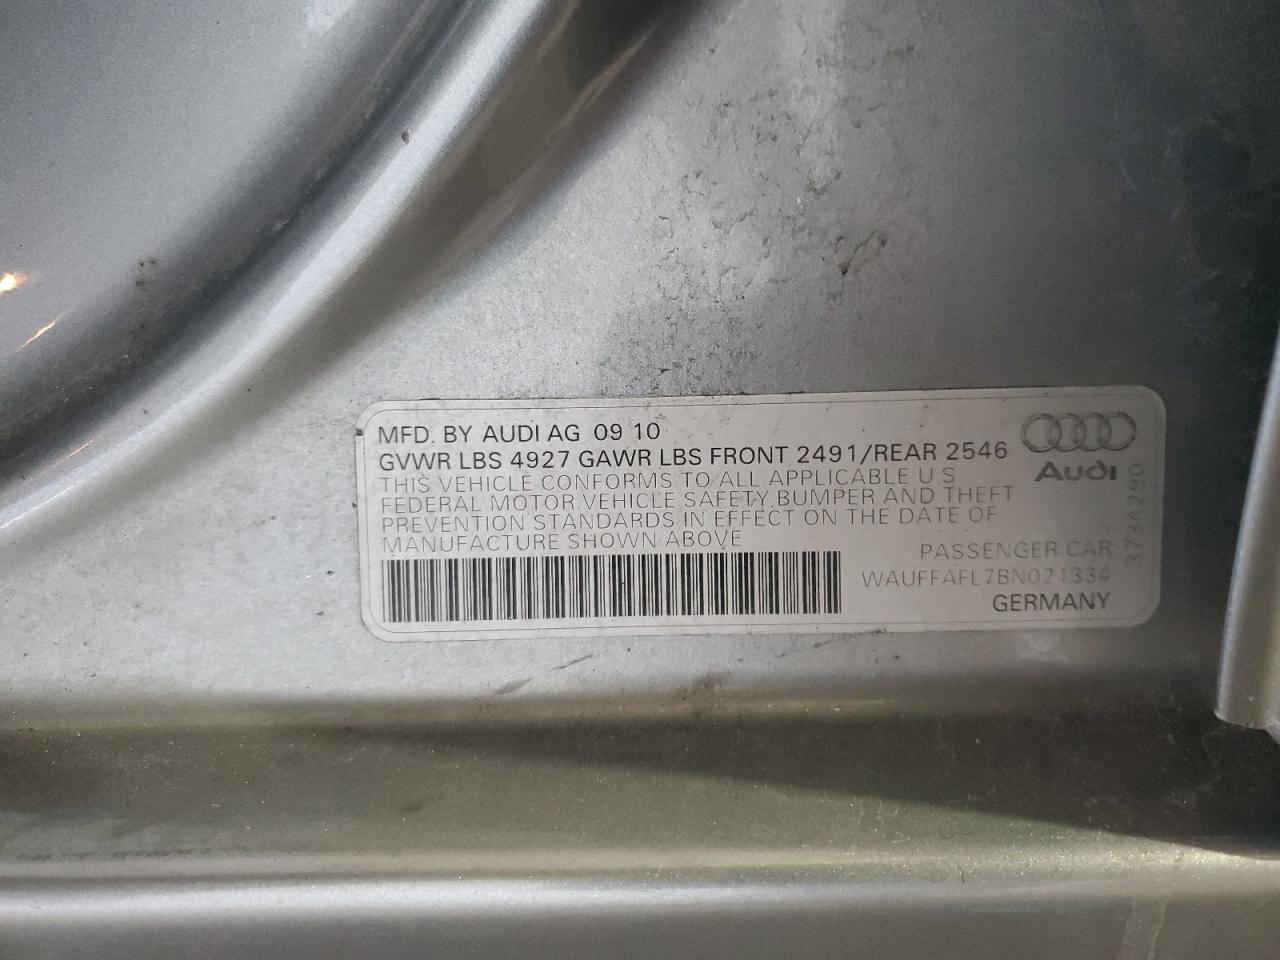 MFD. BY AUDI AG 09 10
GVWR LBS 4927 GAWR LBS FRONT 2491/REAR 2546
THIS VEHICLE CONFORMS TO ALL APPLICABLE U S
FEDERAL MOTOR VEHICLE SAFETY, BUMPER AND THEFT
PREVENTION STANDARDS IN EFFECT ON THE DATE OF
MANUFACTURE SHOWN ABOVE
Audi
PASSENGER CAR
WAUFFAFL7BN021334
GERMANY
3734290